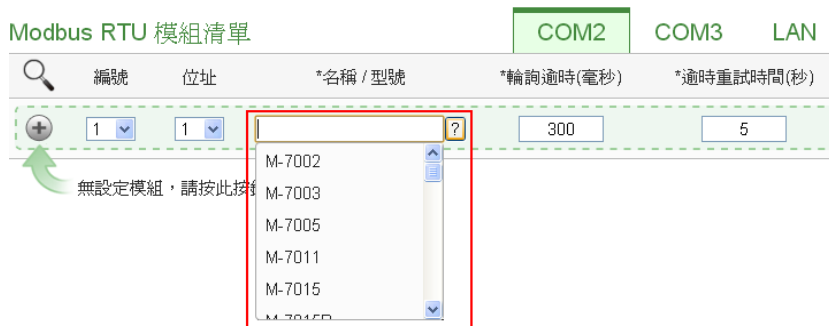 Modbus RTU 模組清單 COM2 COM3 LAN
編號 位址 *名稱 / 型號 *輪詢逾時(毫秒) *逾時重試時間(秒)
1 1 ? 300 5
M-7002
無設定模組，請按此按
M-7003
M-7005
M-7011
M-7015